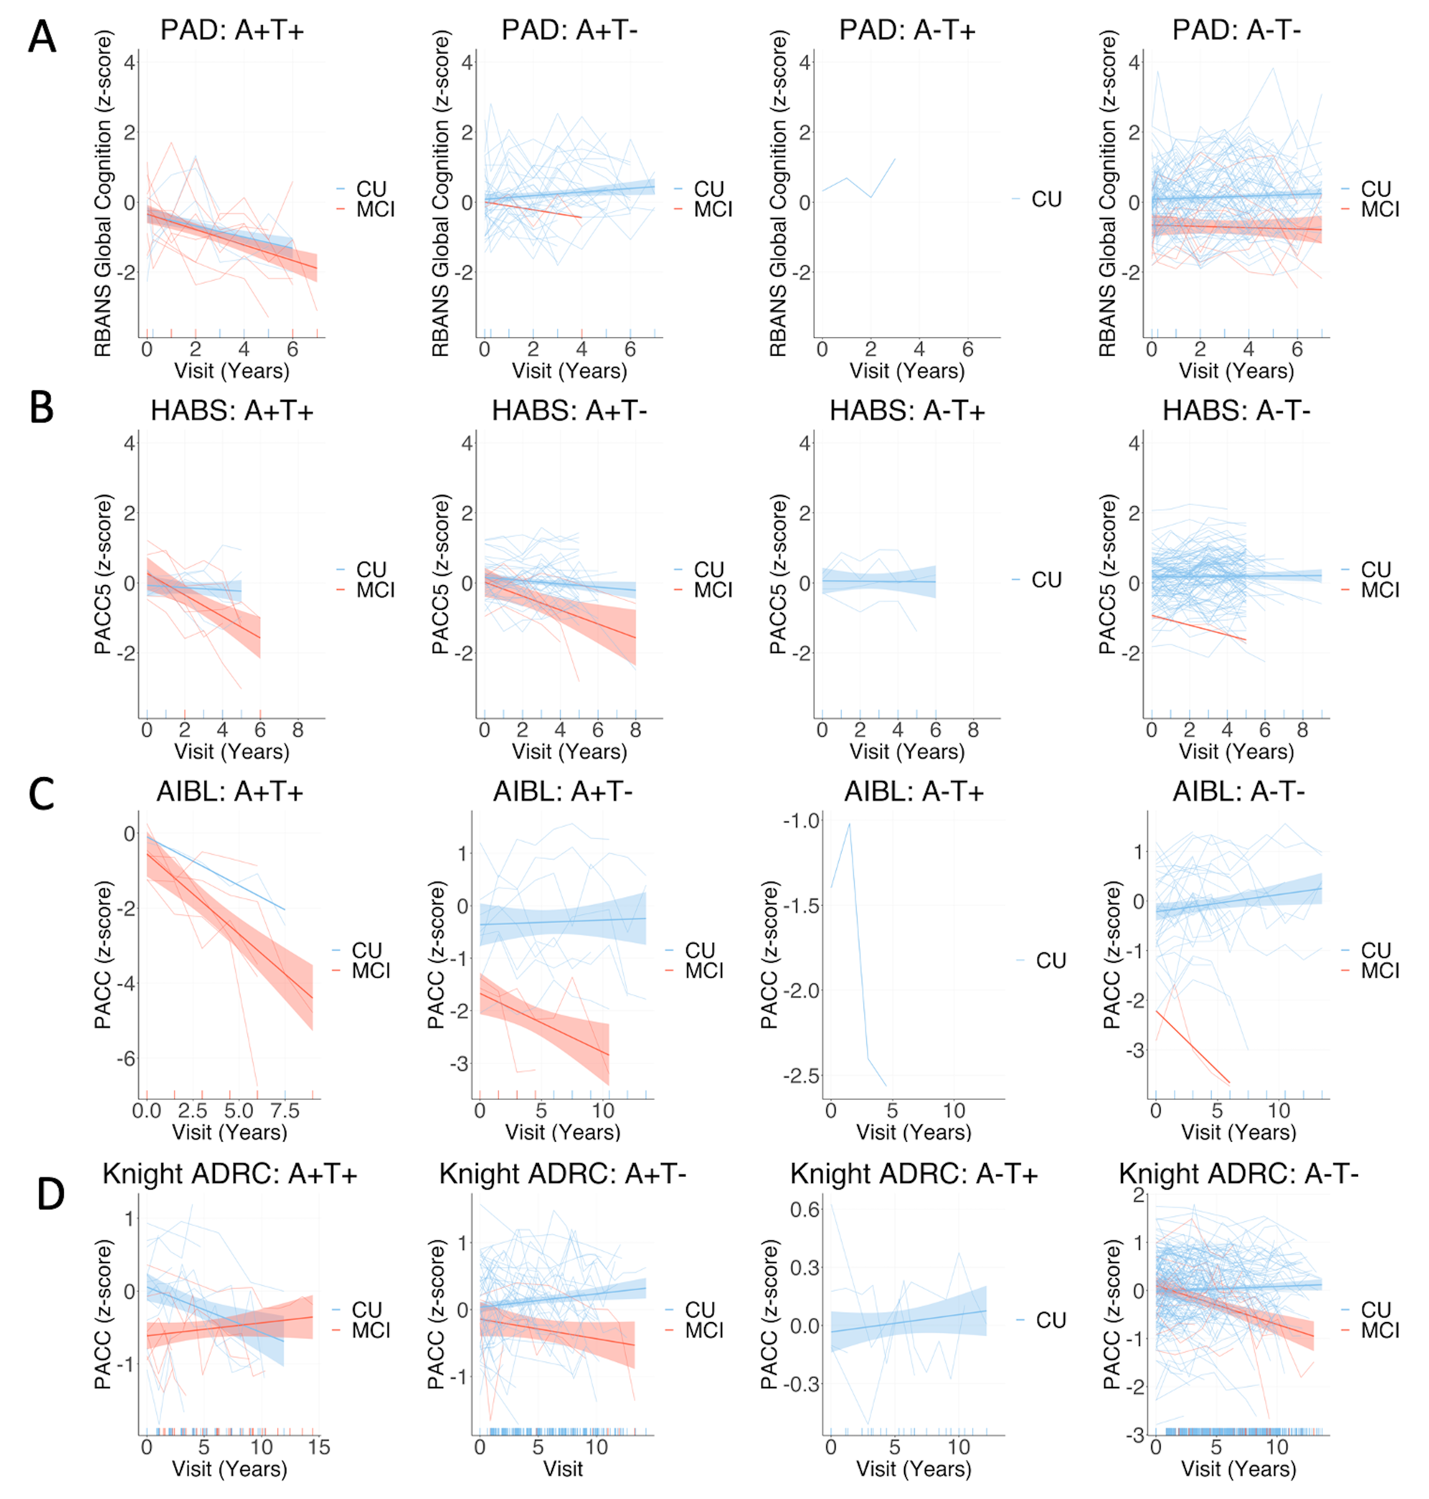 A
PAD: A+T+
PAD: A+T-
PAD: A-T+
PAD: A-T-
RBANS Global Cognition (z-score)
4
2
0
-2
0 2 4 6
Visit (Years)
CU
MCI
RBANS Global Cognition (z-score)
4
2
0
-2
0 2 4 6
Visit (Years)
CU
MCI
RBANS Global Cognition (z-score)
4
2
0
-2
0 2 4 6
Visit (Years)
CU
RBANS Global Cognition (z-score)
4
2
0
-2
0 2 4 6
Visit (Years)
CU
MCI
B
HABS: A+T+
HABS: A+T-
HABS: A-T+
HABS: A-T-
PACC5 (z-score)
4
2
0
-2
0 2 4 6 8
Visit (Years)
CU
MCI
PACC5 (z-score)
4
2
0
-2
0 2 4 6 8
Visit (Years)
CU
MCI
PACC5 (z-score)
4
2
0
-2
0 2 4 6 8
Visit (Years)
CU
PACC5 (z-score)
4
2
0
-2
0 2 4 6 8
Visit (Years)
CU
MCI
C
AIBL: A+T+
AIBL: A+T-
AIBL: A-T+
AIBL: A-T-
PACC (z-score)
0
-2
-4
-6
0.0 2.5 5.0 7.5
Visit (Years)
CU
MCI
PACC (z-score)
1
0
-1
-2
-3
0 5 10
Visit (Years)
CU
MCI
PACC (z-score)
-1.0
-1.5
-2.0
-2.5
0 5 10
Visit (Years)
CU
PACC (z-score)
1
0
-1
-2
-3
0 5 10
Visit (Years)
CU
MCI
D
Knight ADRC: A+T+
Knight ADRC: A+T-
Knight ADRC: A-T+
Knight ADRC: A-T-
PACC (z-score)
1
0
-1
0 5 10 15
Visit (Years)
CU
MCI
PACC (z-score)
1
0
-1
0 5 10
Visit
CU
MCI
PACC (z-score)
0.6
0.3
0.0
-0.3
0 5 10
Visit (Years)
CU
PACC (z-score)
2
1
0
-1
-2
-3
0 5 10
Visit (Years)
CU
MCI